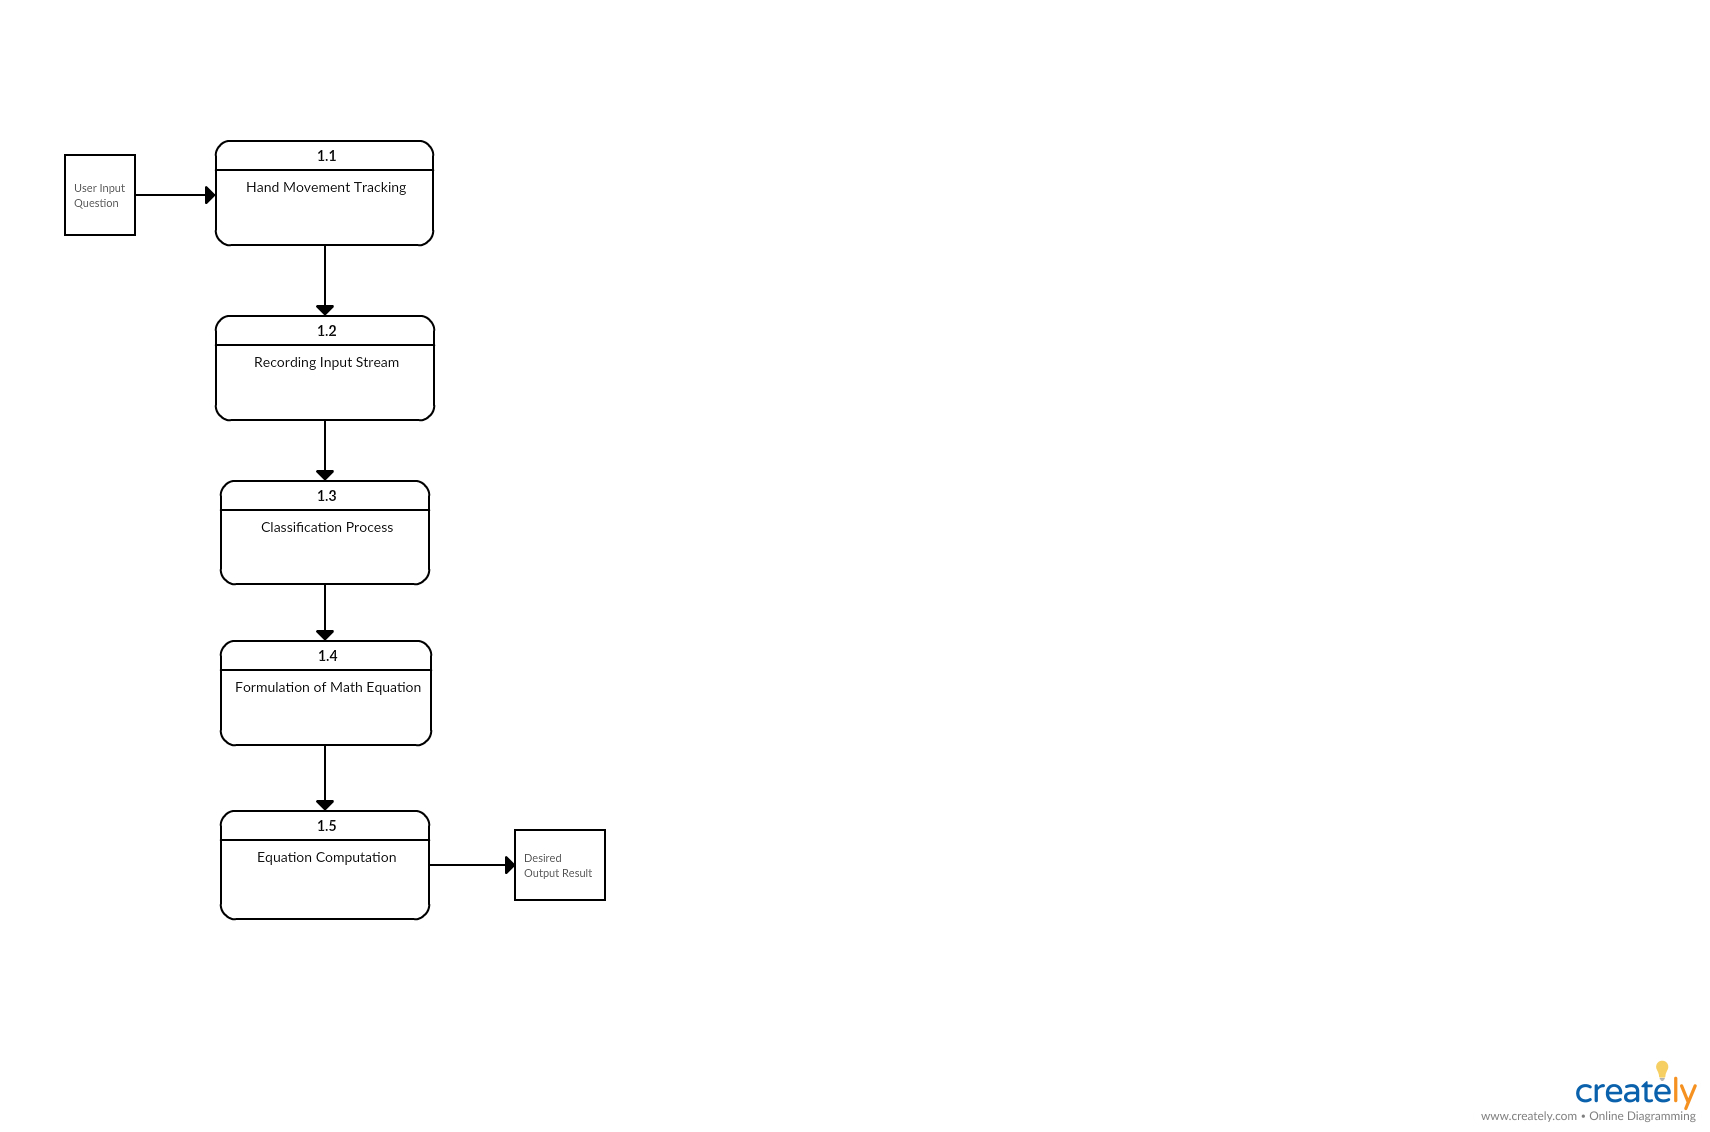 1.1
User Input
Question
Hand Movement Tracking
1.2
Recording Input Stream
1.3
Classification Process
1.4
Formulation of Math Equation
1.5
Equation Computation
Desired
Output Result
creately
www.creately.com • Online Diagramming